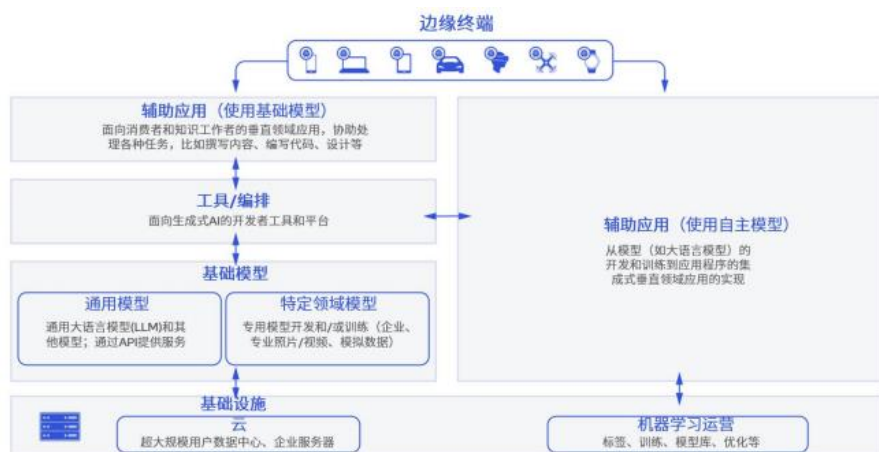 边缘终端
辅助应用（使用基础模型）
面向消费者和知识工作者的垂直领域应用，协助处
理各种任务，比如撰写内容、编写代码、设计等
工具/编排
面向生成式AI的开发者工具和平台
基础模型
通用模型
通用大语言模型(LLM)和其
他模型；通过API提供服务
特定领域模型
专用模型开发和/或训练（企业、
专业照片/视频、模拟数据）
辅助应用（使用自主模型）
从模型（如大语言模型）的
开发和训练到应用程序的集
成式垂直领域应用的实现
基础设施
云
超大规模用户数据中心、企业服务器
机器学习运营
标签、训练、模型库、优化等